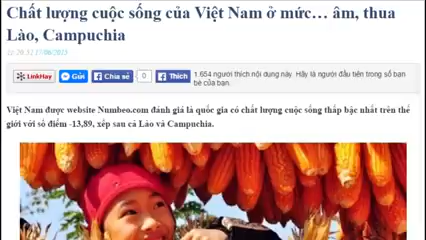 Chất lượng cuộc sống của Việt Nam ở mức… âm, thua
Lào, Campuchia
17/06/2015
LinkHay Gửi Chia sẻ 0 Thích 1.654 người thích nội dung này. Hãy là người đầu tiên trong số bạn
bè của bạn.
Việt Nam được website Numbeo.com đánh giá là quốc gia có chất lượng cuộc sống thấp bậc nhất trên thế
giới với số điểm -13,89, xếp sau cả Lào và Campuchia.